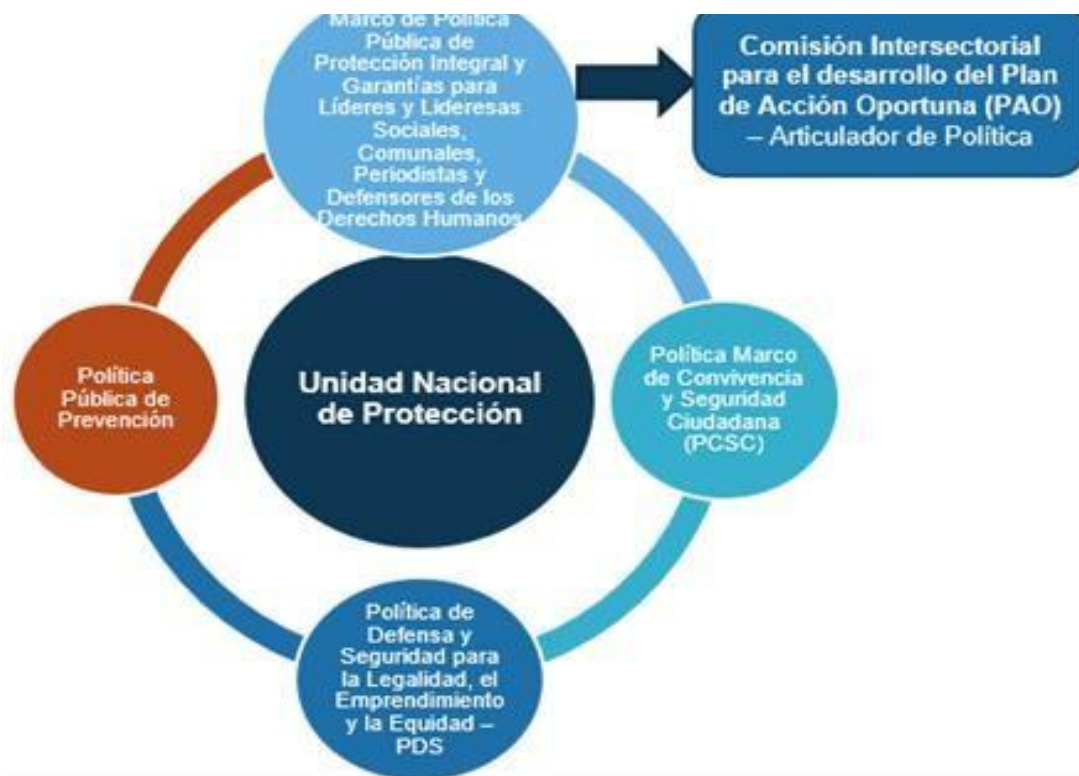 Marco de Política
Pública de
Protección Integral y
Garantías para
Líderes y Lideresas
Sociales,
Comunales,
Periodistas y
Defensores de los
Derechos Humanos
Comisión Intersectorial
para el desarrollo del Plan
de Acción Oportuna (PAO)
– Articulador de Política
Política
Pública de
Prevención
Unidad Nacional
de Protección
Política Marco
de Convivencia
y Seguridad
Ciudadana
(PCSC)
Política de
Defensa y
Seguridad para
la Legalidad, el
Emprendimiento
y la Equidad –
PDS